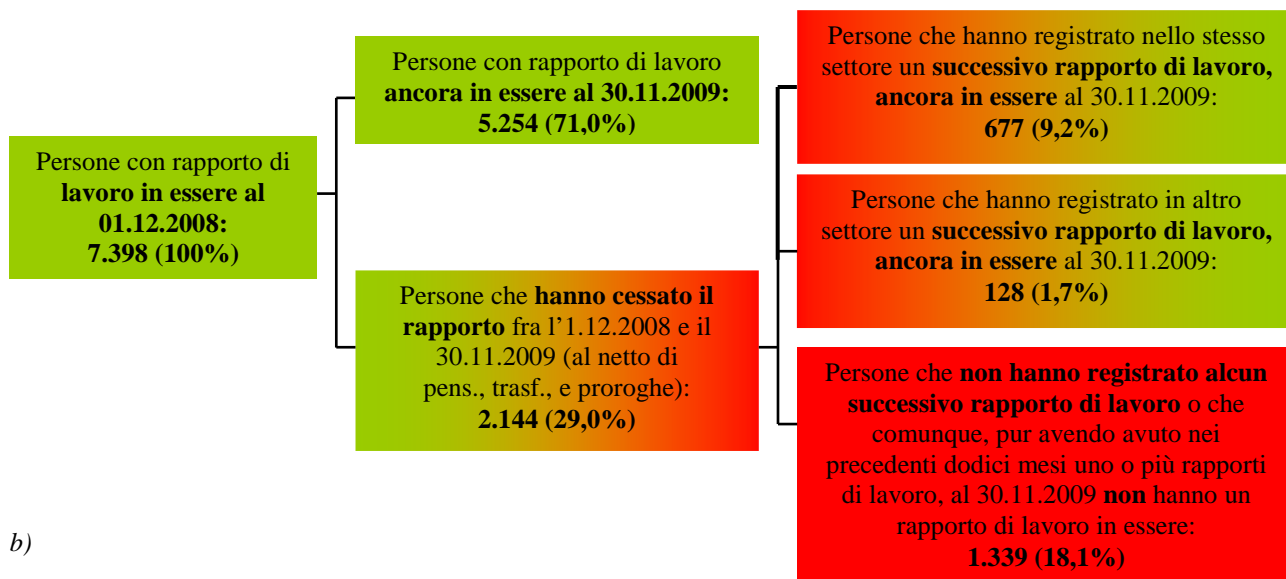 Persone con rapporto di
lavoro in essere al
01.12.2008:
7.398 (100%)
Persone con rapporto di lavoro
ancora in essere al 30.11.2009:
5.254 (71,0%)
Persone che hanno cessato il
rapporto fra l'1.12.2008 e il
30.11.2009 (al netto di
pens., trasf., e proroghe):
2.144 (29,0%)
Persone che hanno registrato nello stesso
settore un successivo rapporto di lavoro,
ancora in essere al 30.11.2009:
677 (9,2%)
Persone che hanno registrato in altro
settore un successivo rapporto di lavoro,
ancora in essere al 30.11.2009:
128 (1,7%)
Persone che non hanno registrato alcun
successivo rapporto di lavoro o che
comunque, pur avendo avuto nei
precedenti dodici mesi uno o più rapporti
di lavoro, al 30.11.2009 non hanno un
rapporto di lavoro in essere:
1.339 (18,1%)
b)